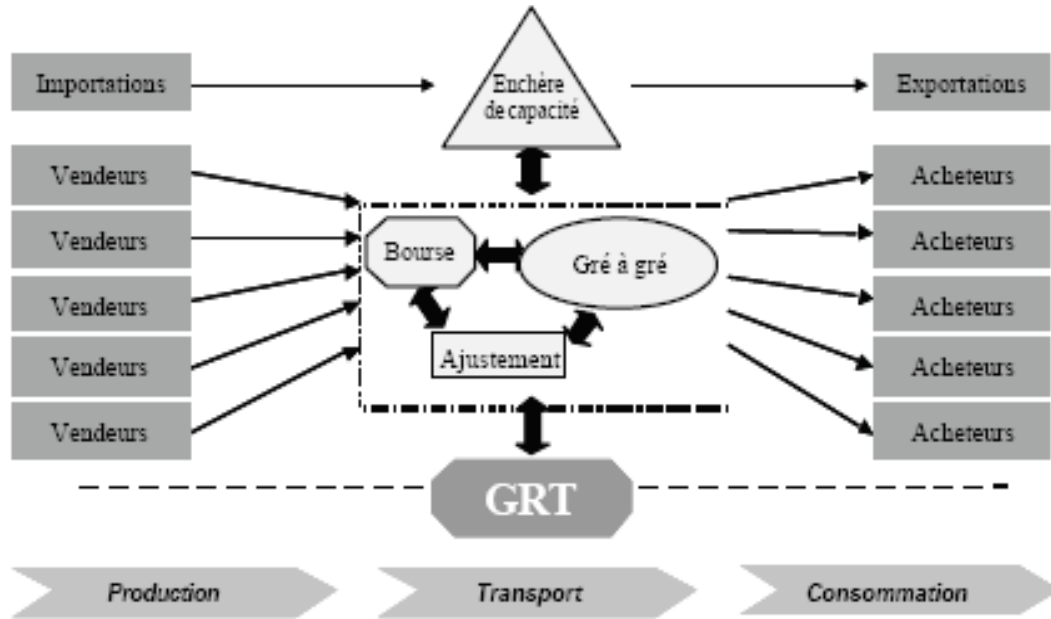 Importations
Enchère
de capacité
Exportations
Vendeurs
Acheteurs
Vendeurs
Bourse
Gré à gré
Acheteurs
Vendeurs
Acheteurs
Vendeurs
Ajustement
Acheteurs
Vendeurs
Acheteurs
GRT
Production
Transport
Consommation